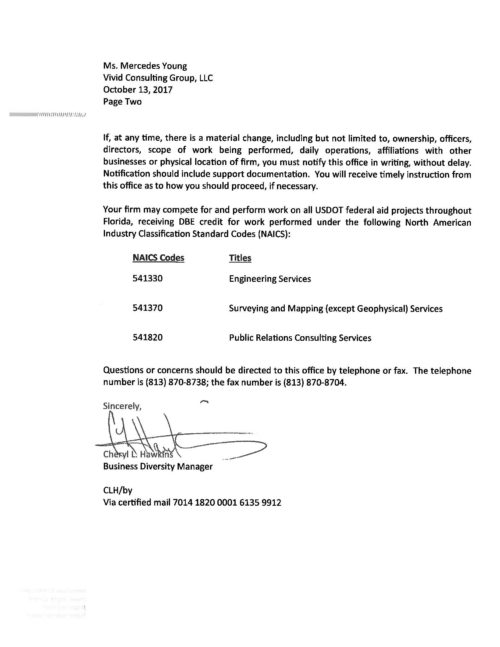 Ms. Mercedes Young
Vivid Consulting Group, LLC
October 13, 2017
Page Two
If, at any time, there is a material change, including but not limited to, ownership, officers,
directors, scope of work being performed, daily operations, affiliations with other
businesses or physical location of firm, you must notify this office in writing, without delay.
Notification should include support documentation. You will receive timely instruction from
this office as to how you should proceed, if necessary.
Your firm may compete for and perform work on all USDOT federal aid projects throughout
Florida, receiving DBE credit for work performed under the following North American
Industry Classification Standard Codes (NAICS):
NAICS Codes Titles
541330 Engineering Services
541370 Surveying and Mapping (except Geophysical) Services
541820 Public Relations Consulting Services
Questions or concerns should be directed to this office by telephone or fax. The telephone
number is (813) 870-8738; the fax number is (813) 870-8704.
Sincerely,
Cheryl L. Hawkins
Business Diversity Manager
CLH/by
Via certified mail 7014 1820 0001 6135 9912